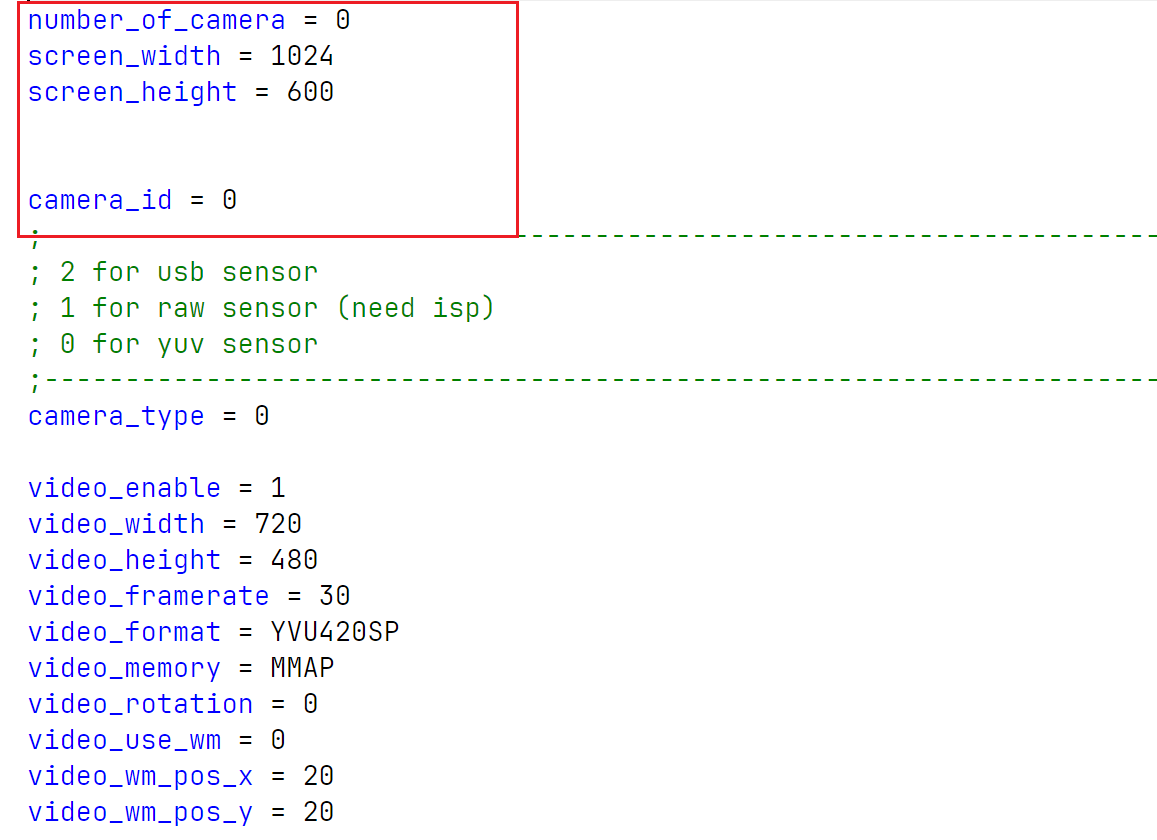 number_of_camera = 0
screen_width = 1024
screen_height = 600
camera_id = 0
;-----------------------------------------------------------------------
; 2 for usb sensor
; 1 for raw sensor (need isp)
; 0 for yuv sensor
;-----------------------------------------------------------------------
camera_type = 0
video_enable = 1
video_width = 720
video_height = 480
video_framerate = 30
video_format = YVU420SP
video_memory = MMAP
video_rotation = 0
video_use_wm = 0
video_wm_pos_x = 20
video_wm_pos_y = 20